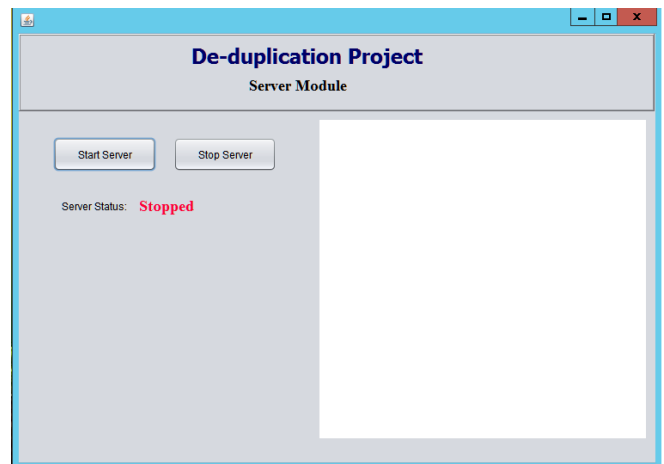 De-duplication Project
Server Module
Start Server Stop Server
Server Status: Stopped